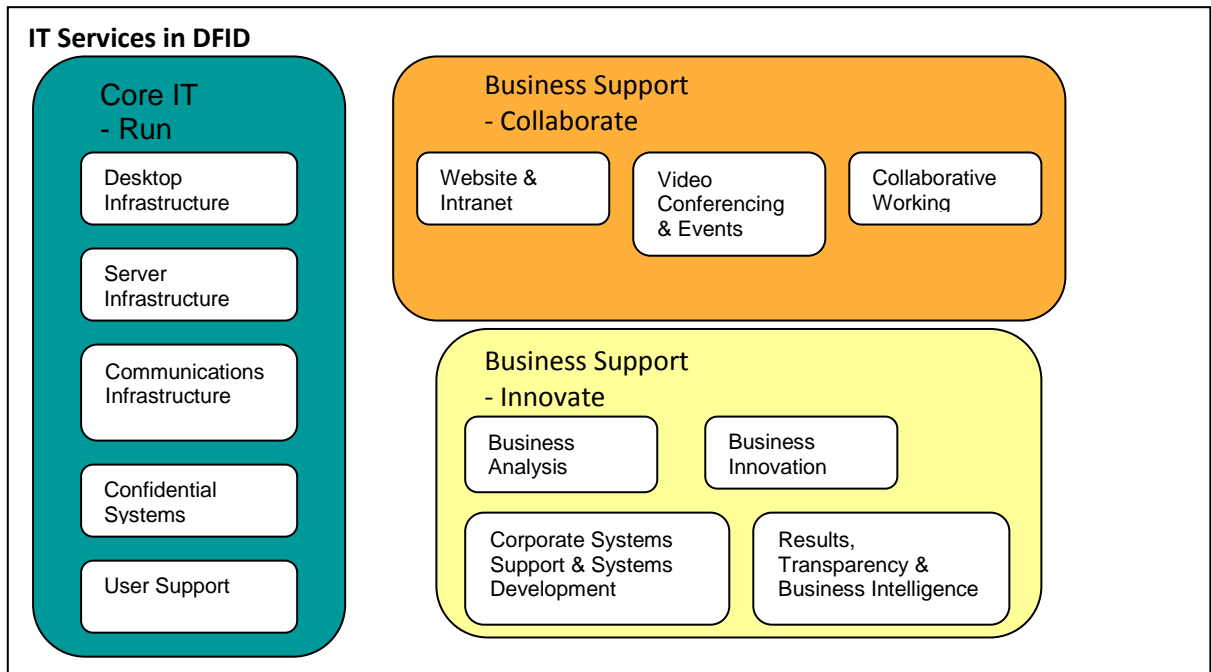 IT Services in DFID
Core IT
- Run
Desktop
Infrastructure
Server
Infrastructure
Communications
Infrastructure
Confidential
Systems
User Support
Business Support
- Collaborate
Website &
Intranet
Video
Conferencing
& Events
Collaborative
Working
Business Support
- Innovate
Business
Analysis
Business
Innovation
Corporate Systems
Support & Systems
Development
Results,
Transparency &
Business Intelligence